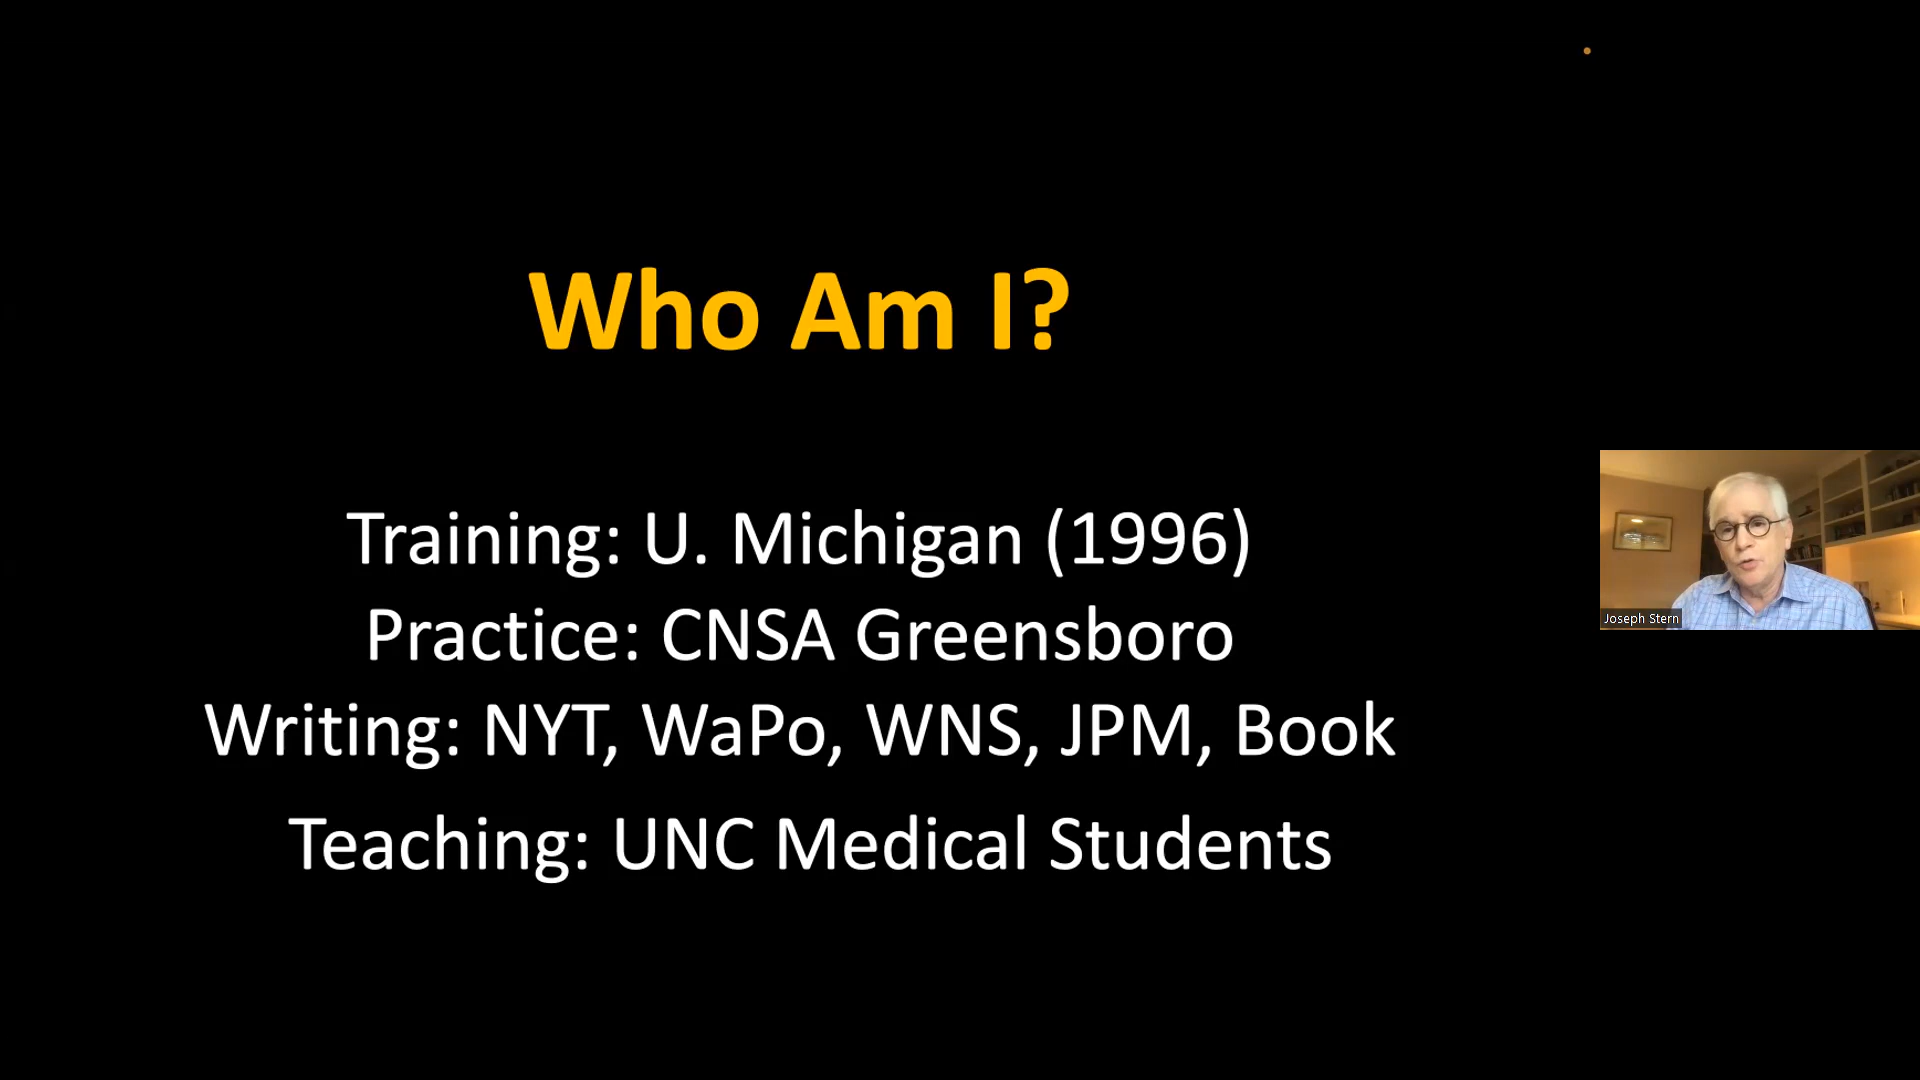 Who Am I?
Training: U. Michigan (1996)
Practice: CNSA Greensboro
Writing: NYT, WaPo, WNS, JPM, Book
Teaching: UNC Medical Students
Joseph Stern